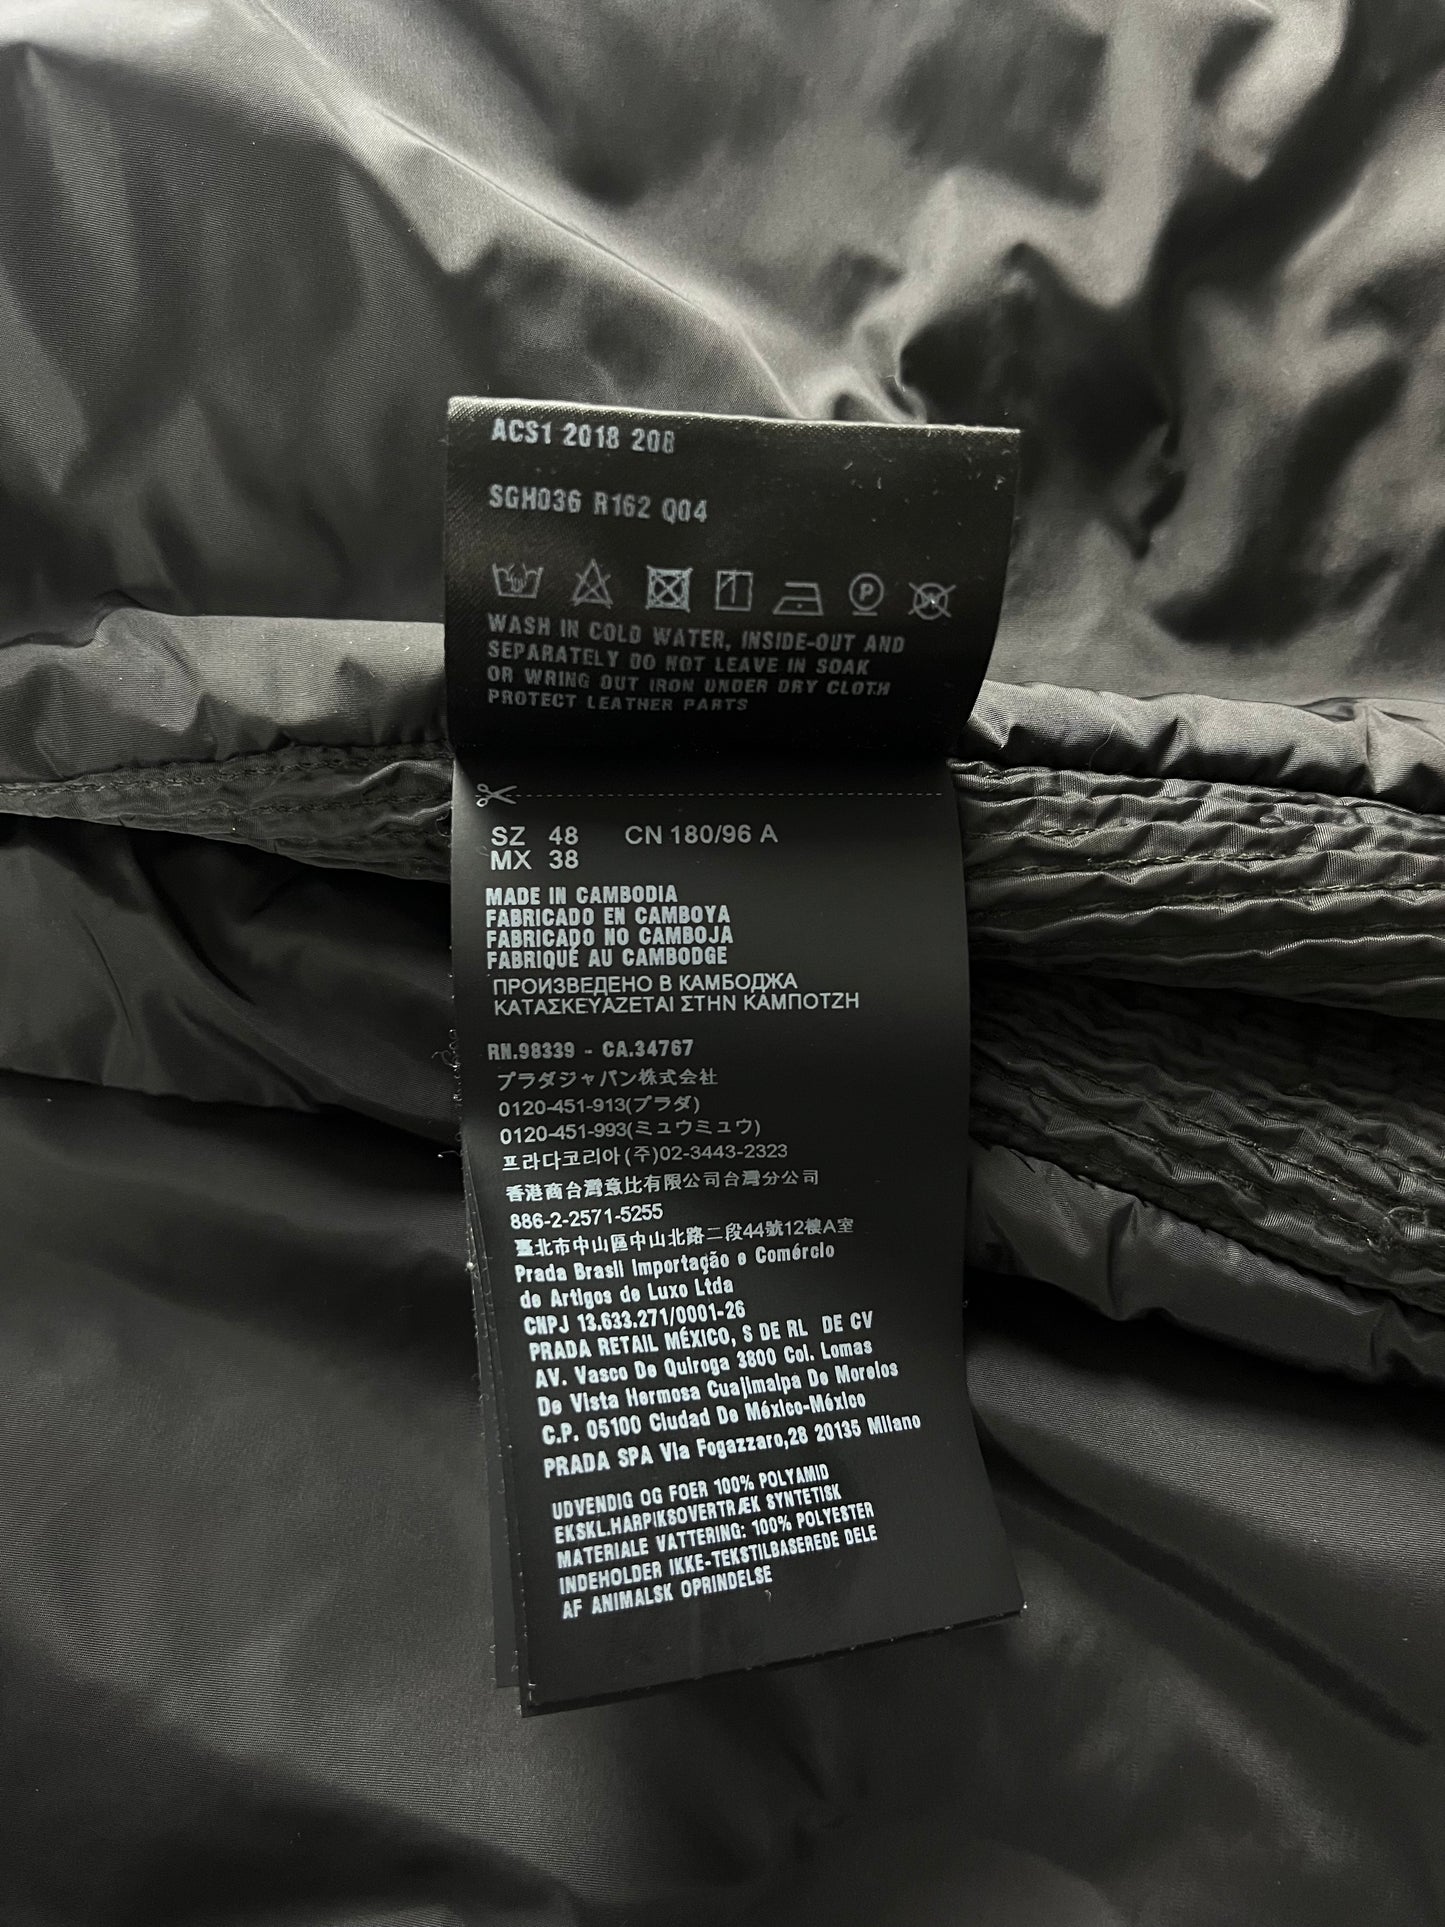 ACS1 2018 208
SGH036 R162 Q04
P
WASH IN COLD WATER, INSIDE-OUT AND
SEPARATELY DO NOT LEAVE IN SOAK
OR WRING OUT IRON UNDER DRY CLOTH
PROTECT LEATHER PARTS
SZ 48 CN 180/96 A
MX 38
MADE IN CAMBODIA
FABRICADO EN CAMBOYA
FABRICADO NO CAMBOJA
FABRIQUÉ AU CAMBODGE
ПРОИЗВЕДЕНО В КАМБОДЖА
ΚΑΤΑΣΚΕΥΑΖΕΤΑΙ ΣΤΗΝ ΚΑΜΠΟΤΖΗ
RN.98339 - CA.34767
プラダジャパン株式会社
0120-451-913(プラダ)
0120-451-993(ミュウミュウ)
프라다코리아(주)02-3443-2323
香港商台灣意比有限公司台灣分公司
886-2-2571-5255
臺北市中山區中山北路二段44號12樓A室
Prada Brasil Importação e Comércio
de Artigos de Luxo Ltda
CNPJ 13.633.271/0001-26
PRADA RETAIL MÉXICO, S DE RL DE CV
AV. Vasco De Quiroga 3800 Col. Lomas
De Vista Hermosa Cuajimalpa De Morelos
C.P. 05100 Ciudad De México-México
PRADA SPA Via Fogazzaro,28 20135 Milano
UDVENDIG OG FOER 100% POLYAMID
EKSKL.HARPIKSOVERTRÆK SYNTETISK
MATERIALE VATTERING: 100% POLYESTER
INDEHOLDER IKKE-TEKSTILBASEREDE DELE
AF ANIMALSK OPRINDELSE